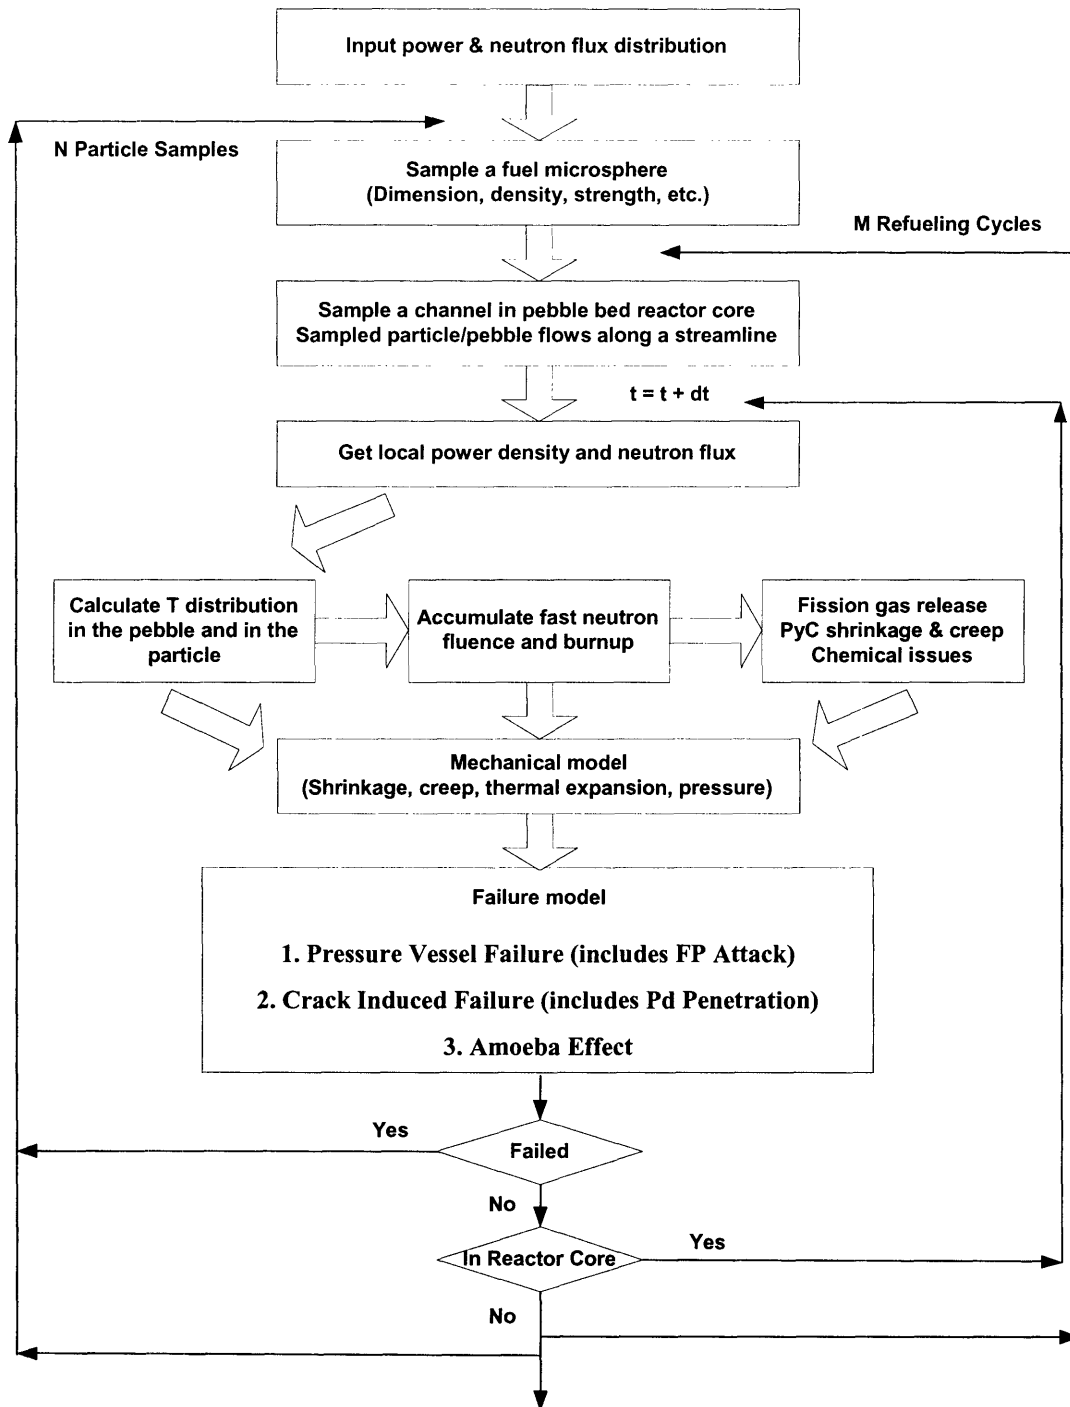 Input power & neutron flux distribution
N Particle Samples
Sample a fuel microsphere
(Dimension, density, strength, etc.)
M Refueling Cycles
Sample a channel in pebble bed reactor core
Sampled particle/pebble flows along a streamline
t = t + dt
Get local power density and neutron flux
Calculate T distribution
in the pebble and in the
particle
Accumulate fast neutron
fluence and burnup
Fission gas release
PyC shrinkage & creep
Chemical issues
Mechanical model
(Shrinkage, creep, thermal expansion, pressure)
Failure model
1. Pressure Vessel Failure (includes FP Attack)
2. Crack Induced Failure (includes Pd Penetration)
3. Amoeba Effect
Yes
Failed
No
In Reactor Core
Yes
No